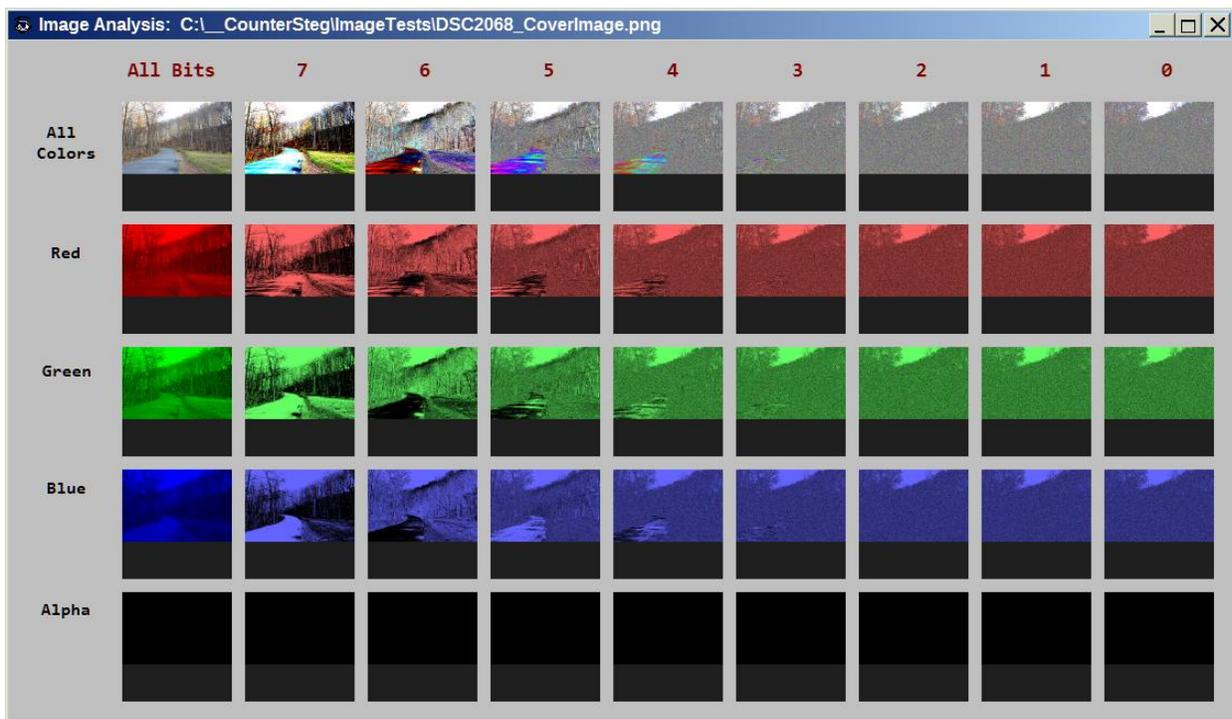 Image Analysis: C:\__CounterSteg\ImageTests\DSC2068_CoverImage.png
All Bits 7 6 5 4 3 2 1 0
All
Colors
Red
Green
Blue
Alpha